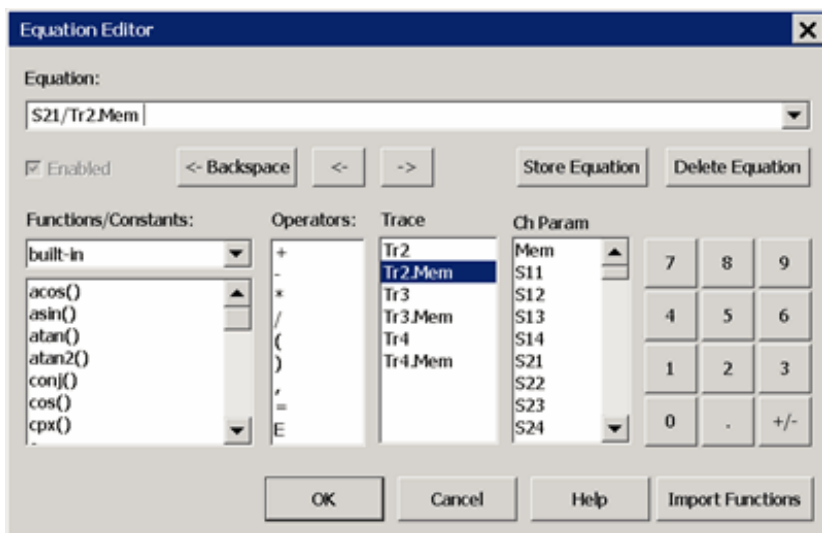 Equation Editor
Equation:
S21/Tr2.Mem
Enabled
<- Backspace
<-
->
Store Equation
Delete Equation
Functions/Constants:
built-in
acos()
asin()
atan()
atan2()
conj()
cos()
cpx()
Operators:
+
-
*
/
(
)
,
=
E
Trace
Tr2
Tr2.Mem
Tr3
Tr3.Mem
Tr4
Tr4.Mem
Ch Param
Mem
S11
S12
S13
S14
S21
S22
S23
S24
7 8 9
4 5 6
1 2 3
0 . +/-
OK
Cancel
Help
Import Functions